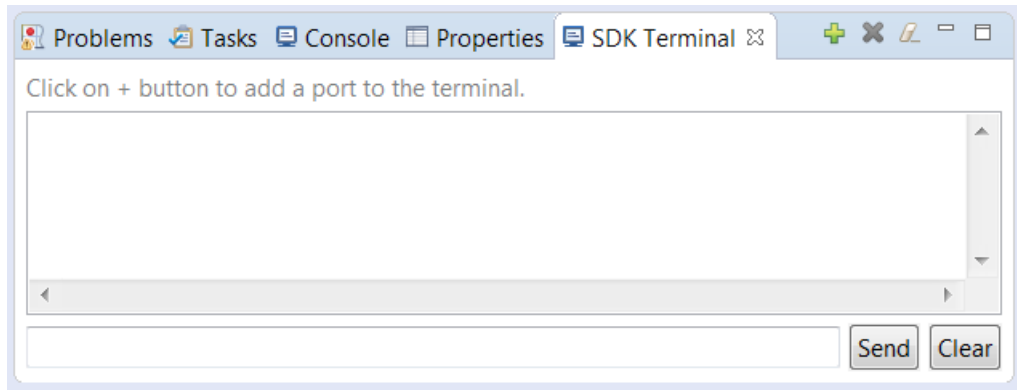 Problems Tasks Console Properties SDK Terminal
Click on + button to add a port to the terminal.
Send Clear